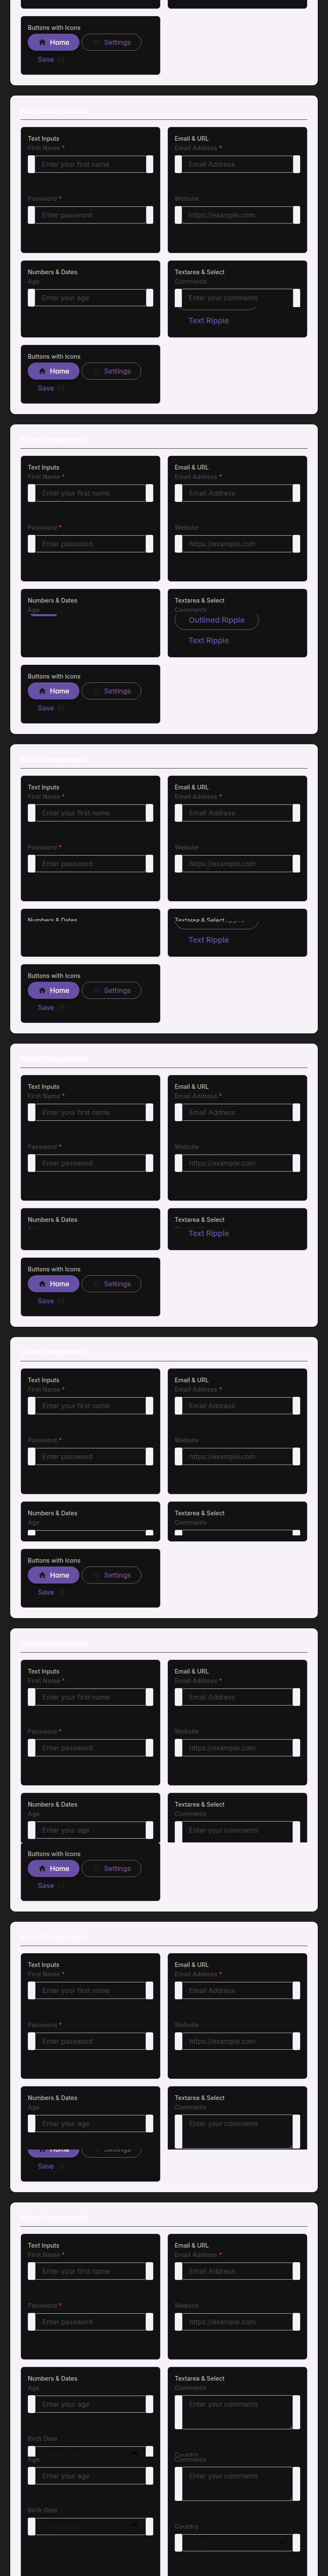 Buttons with Icons
Home
Settings
Save
Text Inputs
First Name *
Enter your first name
Password *
Enter password
Email & URL
Email Address *
Email Address
Website
https://example.com
Numbers & Dates
Age
Enter your age
Textarea & Select
Comments
Enter your comments
Text Ripple
Buttons with Icons
Home
Settings
Save
Text Inputs
First Name *
Enter your first name
Password *
Enter password
Email & URL
Email Address *
Email Address
Website
https://example.com
Numbers & Dates
Age
Textarea & Select
Comments
Outlined Ripple
Text Ripple
Buttons with Icons
Home
Settings
Save
Text Inputs
First Name *
Enter your first name
Password *
Enter password
Email & URL
Email Address *
Email Address
Website
https://example.com
Numbers & Dates
Textarea & Select
Text Ripple
Buttons with Icons
Home
Settings
Save
Text Inputs
First Name *
Enter your first name
Password *
Enter password
Email & URL
Email Address *
Email Address
Website
https://example.com
Numbers & Dates
Textarea & Select
Text Ripple
Buttons with Icons
Home
Settings
Save
Text Inputs
First Name *
Enter your first name
Password *
Enter password
Email & URL
Email Address *
Email Address
Website
https://example.com
Numbers & Dates
Age
Textarea & Select
Comments
Buttons with Icons
Home
Settings
Save
Text Inputs
First Name *
Enter your first name
Password *
Enter password
Email & URL
Email Address *
Email Address
Website
https://example.com
Numbers & Dates
Age
Enter your age
Textarea & Select
Comments
Enter your comments
Buttons with Icons
Home
Settings
Save
Text Inputs
First Name *
Enter your first name
Password *
Enter password
Email & URL
Email Address *
Email Address
Website
https://example.com
Numbers & Dates
Age
Enter your age
Textarea & Select
Comments
Enter your comments
Home
Settings
Save
Text Inputs
First Name *
Enter your first name
Password *
Enter password
Email & URL
Email Address *
Email Address
Website
https://example.com
Numbers & Dates
Age
Enter your age
Birth Date
Textarea & Select
Comments
Enter your comments
Country
Age
Enter your age
Birth Date
Comments
Enter your comments
Country